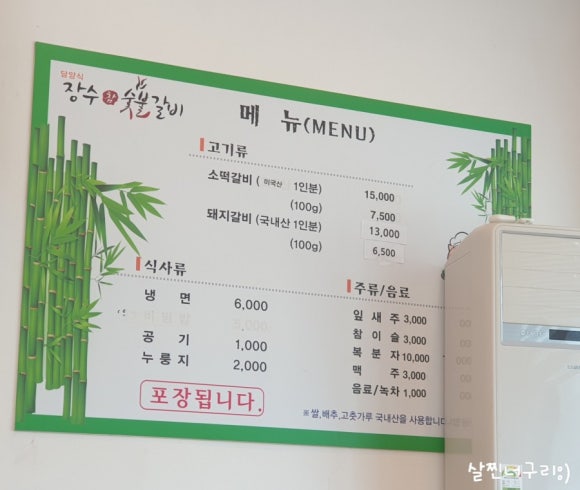 담양식
장수 참 숯불갈비
메 뉴(MENU)
고기류
소떡갈비 ( 미국산 1인분) 15,000
(100g) 7,500
돼지갈비 (국내산 1인분) 13,000
(100g) 6,500
식사류
냉 면 6,000
비빔밥 5,000
공 기 1,000
누룽지 2,000
포장됩니다.
주류/음료
잎 새 주 3,000
참 이 슬 3,000
복 분 자 10,000
맥 주 3,000
음료/녹차 1,000
※쌀,배추,고춧가루 국내산을 사용합니다.
살찐너구리:)